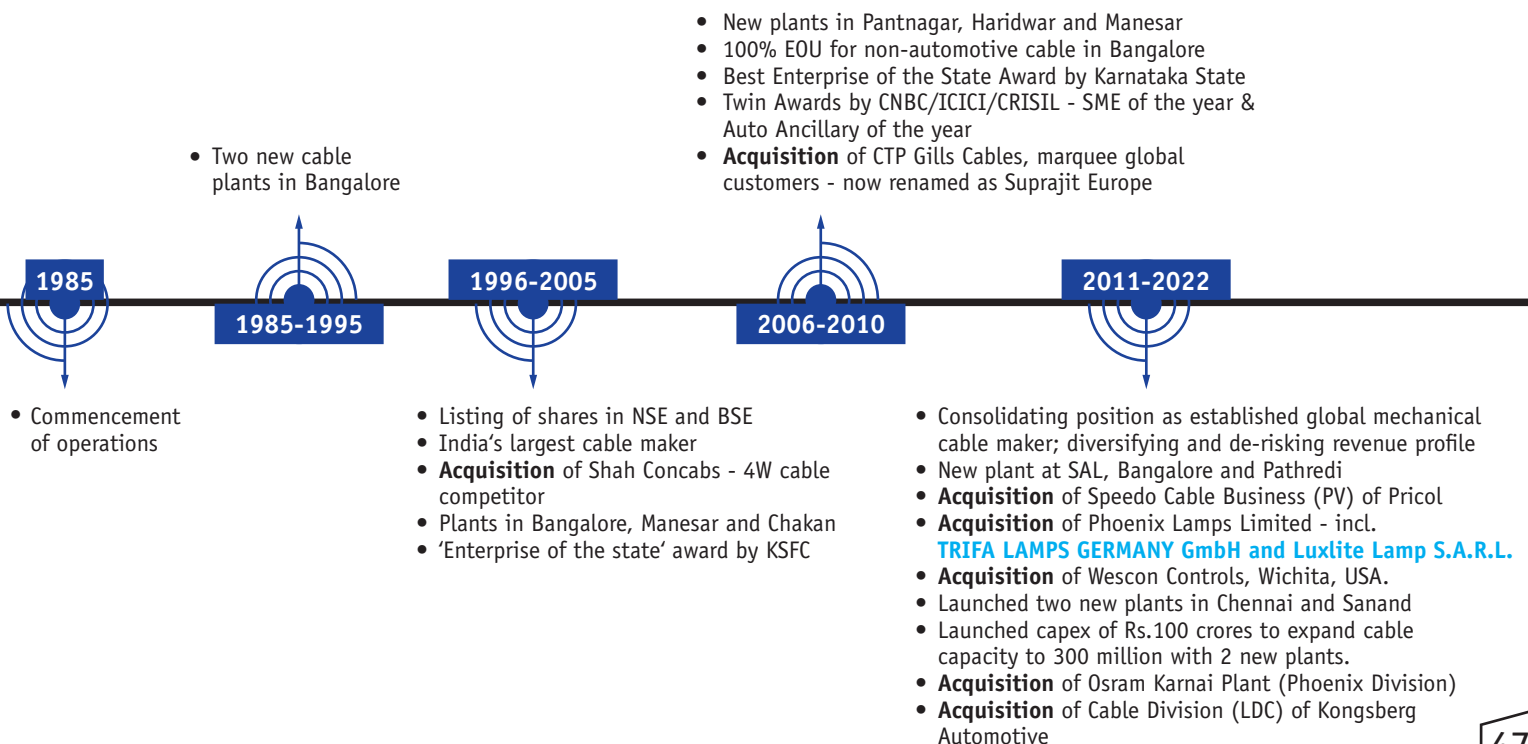 • New plants in Pantnagar, Haridwar and Manesar
• 100% EOU for non-automotive cable in Bangalore
• Best Enterprise of the State Award by Karnataka State
• Twin Awards by CNBC/ICICI/CRISIL - SME of the year &
Auto Ancillary of the year
• Acquisition of CTP Gills Cables, marquee global
customers - now renamed as Suprajit Europe
• Two new cable
plants in Bangalore
1985
1985-1995
1996-2005
2006-2010
2011-2022
• Commencement
of operations
• Listing of shares in NSE and BSE
• India‘s largest cable maker
• Acquisition of Shah Concabs - 4W cable
competitor
• Plants in Bangalore, Manesar and Chakan
• ‘Enterprise of the state‘ award by KSFC
• Consolidating position as established global mechanical
cable maker; diversifying and de-risking revenue profile
• New plant at SAL, Bangalore and Pathredi
• Acquisition of Speedo Cable Business (PV) of Pricol
• Acquisition of Phoenix Lamps Limited - incl.
TRIFA LAMPS GERMANY GmbH and Luxlite Lamp S.A.R.L.
• Acquisition of Wescon Controls, Wichita, USA.
• Launched two new plants in Chennai and Sanand
• Launched capex of Rs.100 crores to expand cable
capacity to 300 million with 2 new plants.
• Acquisition of Osram Karnai Plant (Phoenix Division)
• Acquisition of Cable Division (LDC) of Kongsberg
Automotive
47